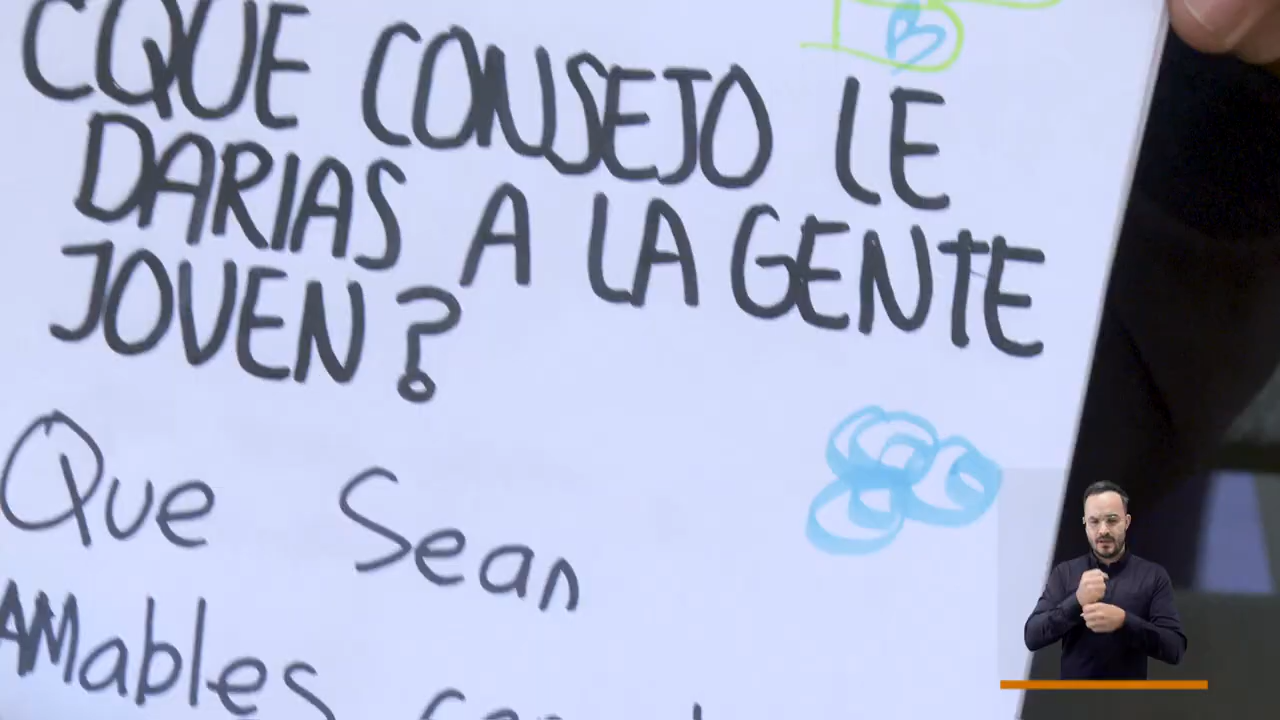 B
¿QUE CONSEJO LE
DARIAS A LA GENTE
JOVEN?
Que Sean
AMables